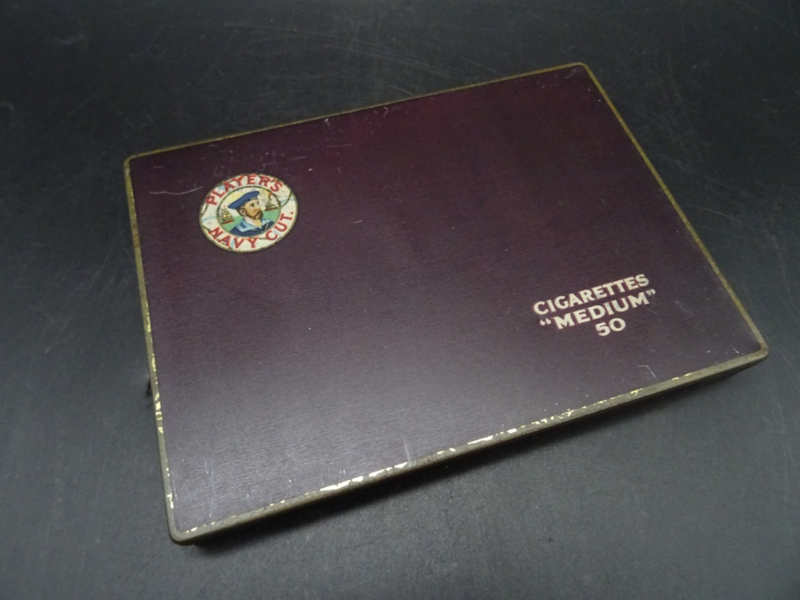 PLAYER'S
NAVY CUT.
CIGARETTES
"MEDIUM"
50